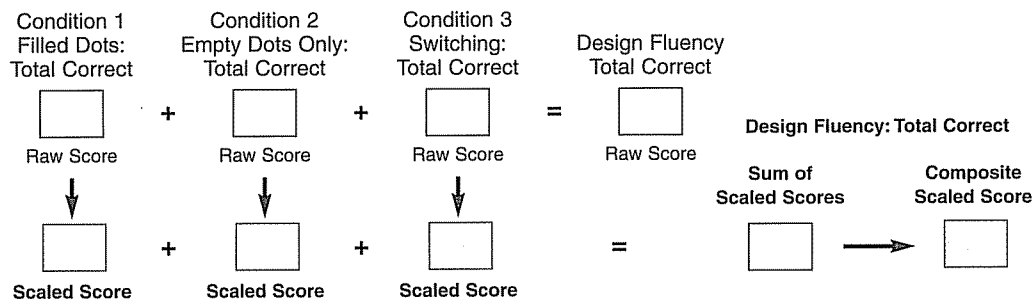 Condition 1
Filled Dots:
Total Correct
Condition 2
Empty Dots Only:
Total Correct
Condition 3
Switching:
Total Correct
Design Fluency
Total Correct
+ + =
Raw Score Raw Score Raw Score Raw Score
Design Fluency: Total Correct
Sum of
Scaled Scores
Composite
Scaled Score
+ + =
Scaled Score Scaled Score Scaled Score